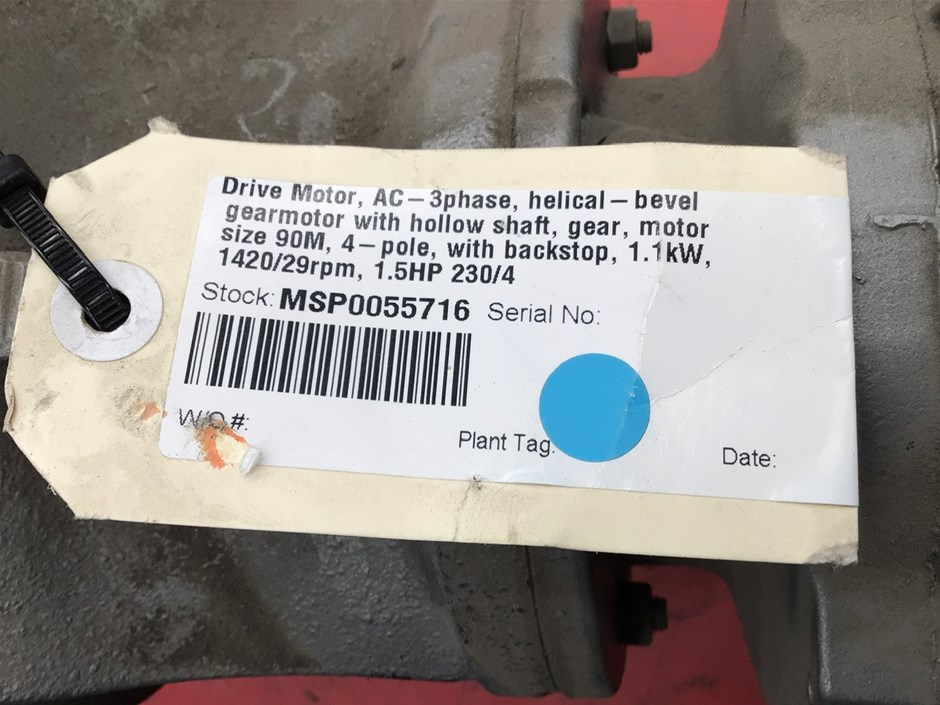 Drive Motor, AC-3phase, helical-bevel
gearmotor with hollow shaft, gear, motor
size 90M, 4-pole, with backstop, 1.1kW,
1420/29rpm, 1.5HP 230/4
Stock: MSP0055716 Serial No:
W/O #:
Plant Tag:
Date: